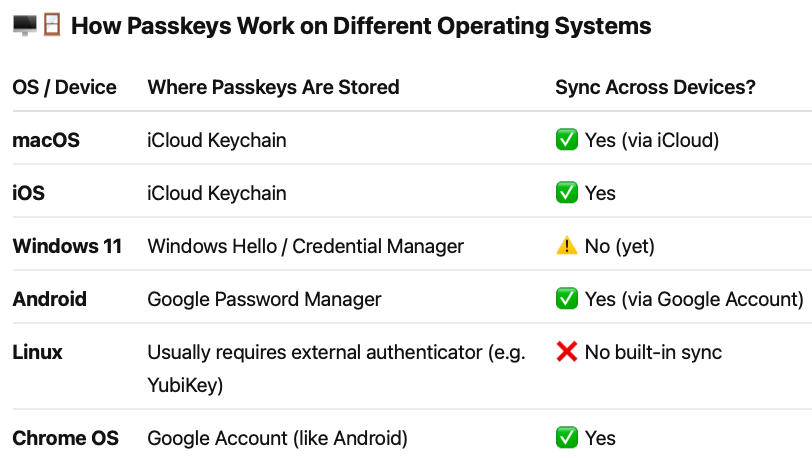 🖥️🪟 How Passkeys Work on Different Operating Systems
OS / Device Where Passkeys Are Stored Sync Across Devices?
macOS iCloud Keychain ✅ Yes (via iCloud)
iOS iCloud Keychain ✅ Yes
Windows 11 Windows Hello / Credential Manager ⚠️ No (yet)
Android Google Password Manager ✅ Yes (via Google Account)
Linux Usually requires external authenticator (e.g. ❌ No built-in sync
YubiKey)
Chrome OS Google Account (like Android) ✅ Yes